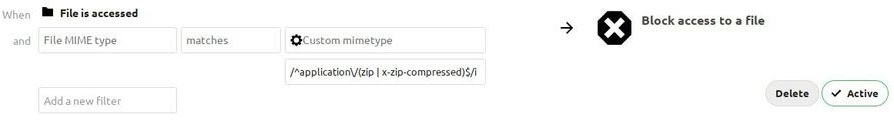 When File is accessed
Block access to a file
and File MIME type matches Custom mimetype
/^application\/(zip | x-zip-compressed)$/i
Delete Active
Add a new filter